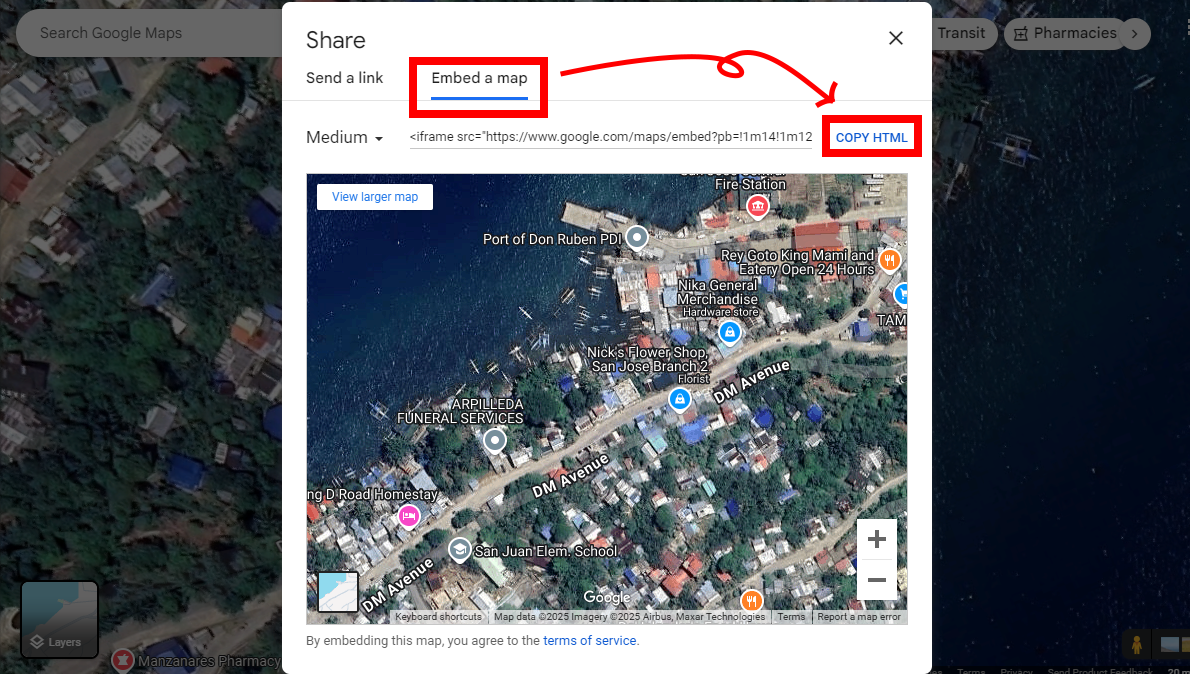 Search Google Maps
Transit
Pharmacies
Share
Send a link
Embed a map
Medium
<iframe src="https://www.google.com/maps/embed?pb=!1m14!1m12
COPY HTML
View larger map
Fire Station
Port of Don Ruben PDI
Rey Goto King Mami and
Eatery Open 24 Hours
Nika General
Merchandise
Hardware store
TAM
Nick's Flower Shop,
San Jose Branch 2
Florist
DM Avenue
ARPILLEDA
FUNERAL SERVICES
DM Avenue
ng D Road Homestay
San Juan Elem. School
DM Avenue
Google
Keyboard shortcuts
Map data ©2025 Imagery ©2025 Airbus, Maxar Technologies
Terms
Report a map error
By embedding this map, you agree to the terms of service.
Layers
Manzanares Pharmacy
Terms
Privacy
Send Product Feedback
20 m